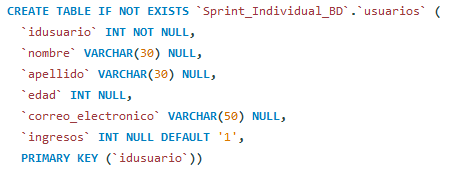 CREATE TABLE IF NOT EXISTS `Sprint_Individual_BD`.`usuarios` (
`idusuario` INT NOT NULL,
`nombre` VARCHAR(30) NULL,
`apellido` VARCHAR(30) NULL,
`edad` INT NULL,
`correo_electronico` VARCHAR(50) NULL,
`ingresos` INT NULL DEFAULT '1',
PRIMARY KEY (`idusuario`))